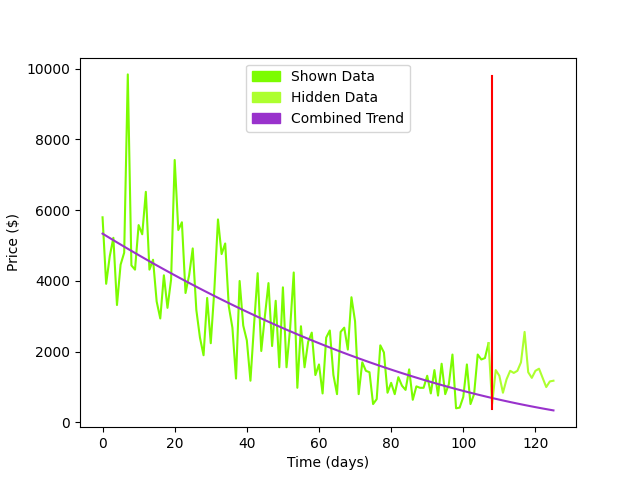 10000
8000
6000
4000
2000
0
Price ($)
Shown Data
Hidden Data
Combined Trend
0 20 40 60 80 100 120
Time (days)